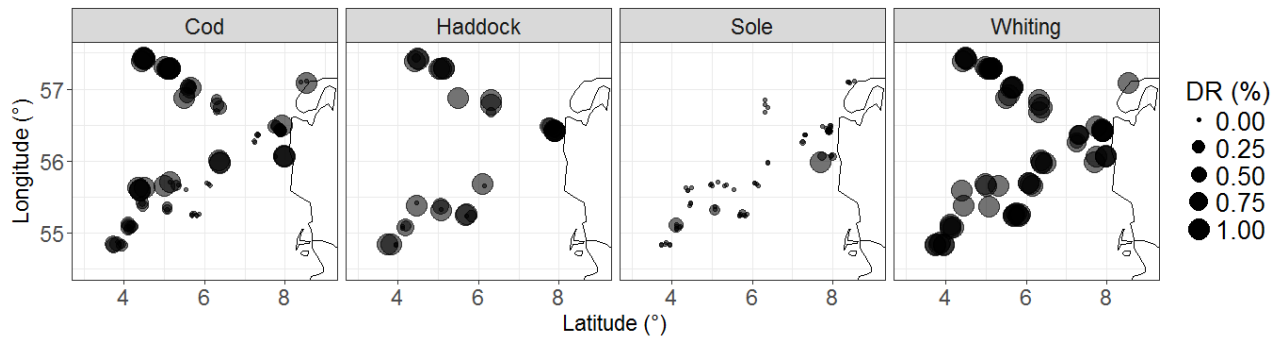 Cod Haddock Sole Whiting
57
56
55
Longitude (°)
4 6 8 4 6 8 4 6 8 4 6 8
Latitude (°)
DR (%)
0.00
0.25
0.50
0.75
1.00